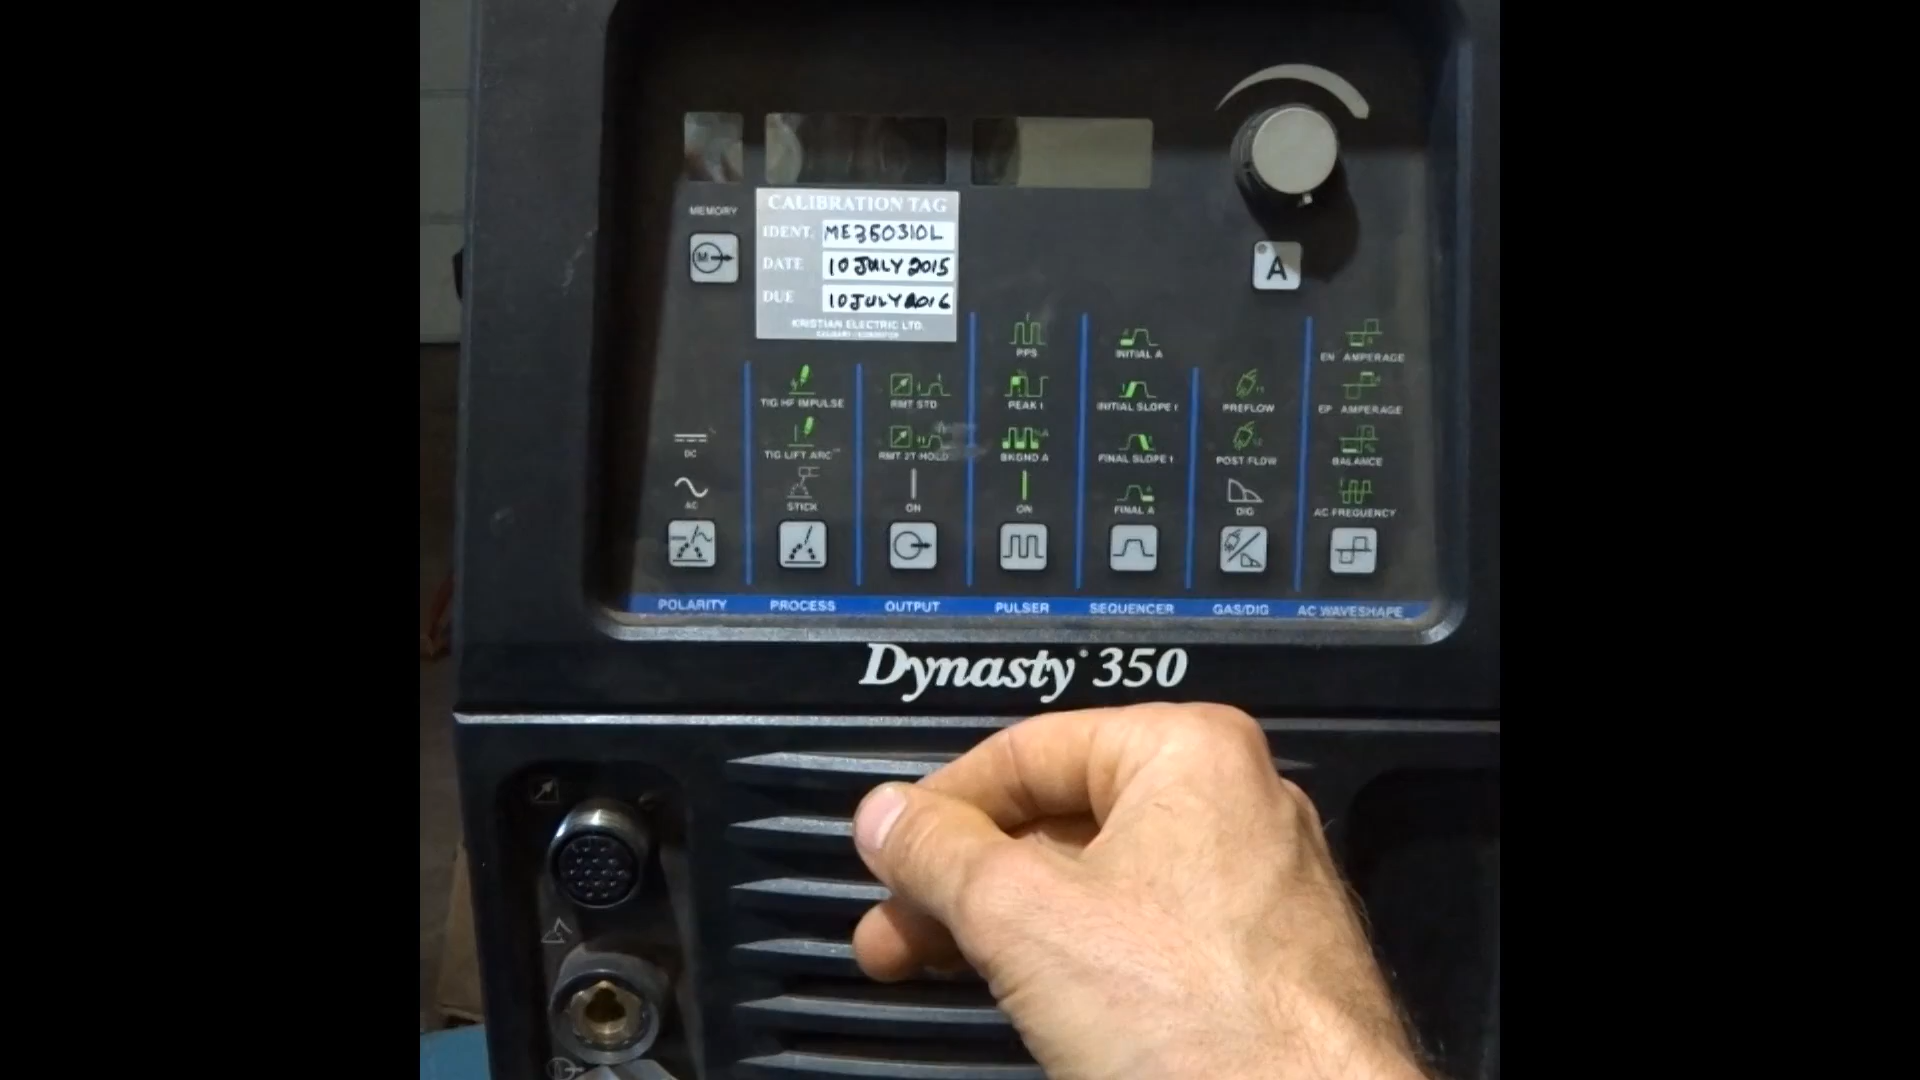 MEMORY
M
CALIBRATION TAG
IDENT. ME350310L
DATE 10 JULY 2015
DUE 10 JULY 2016
KRISTIAN ELECTRIC LTD.
A
PPS
INITIAL A
EN AMPERAGE
TIG HF IMPULSE
RMT STD
PEAK t
INITIAL SLOPE t
PREFLOW
EP AMPERAGE
DC
TIG LIFT ARC™
RMT 2T HOLD
BKGND A
FINAL SLOPE t
POST FLOW
BALANCE
AC
STICK
ON
ON
FINAL A
DIG
AC FREQUENCY
POLARITY
PROCESS
OUTPUT
PULSER
SEQUENCER
GAS/DIG
AC WAVESHAPE
Dynasty® 350